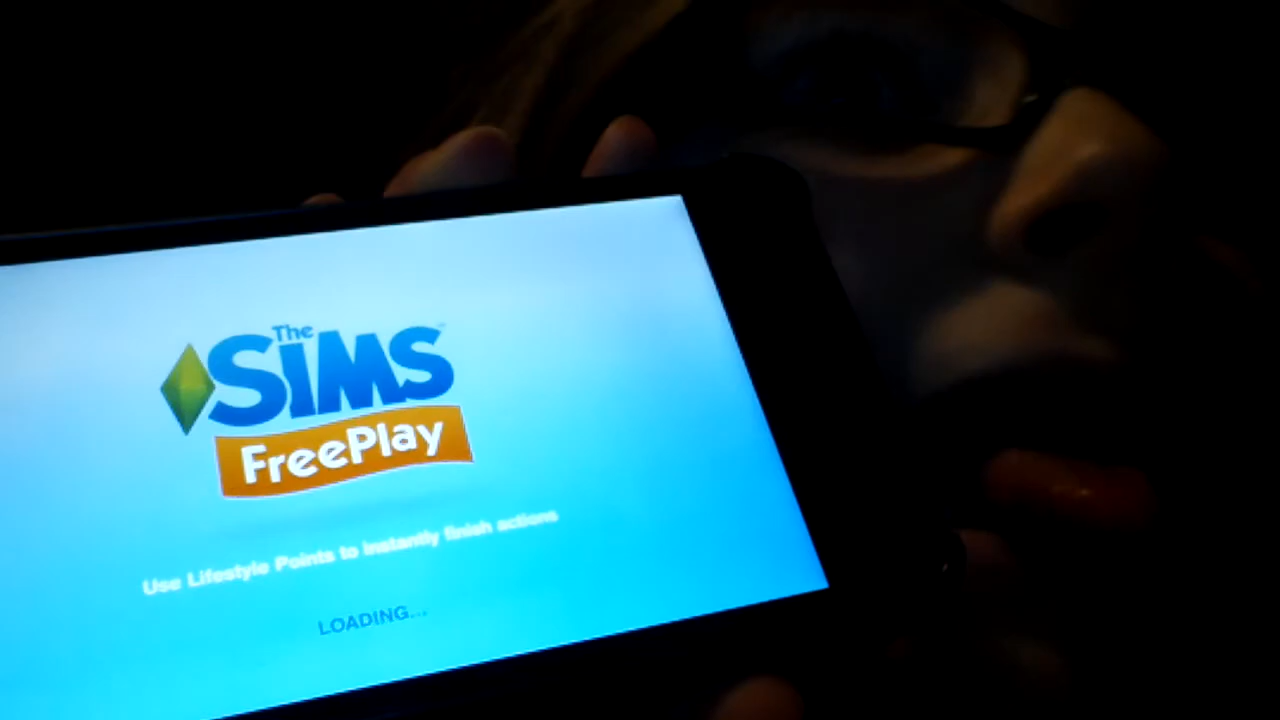 The
SiMS
FreePlay
Use Lifestyle Points to instantly finish actions
LOADING...